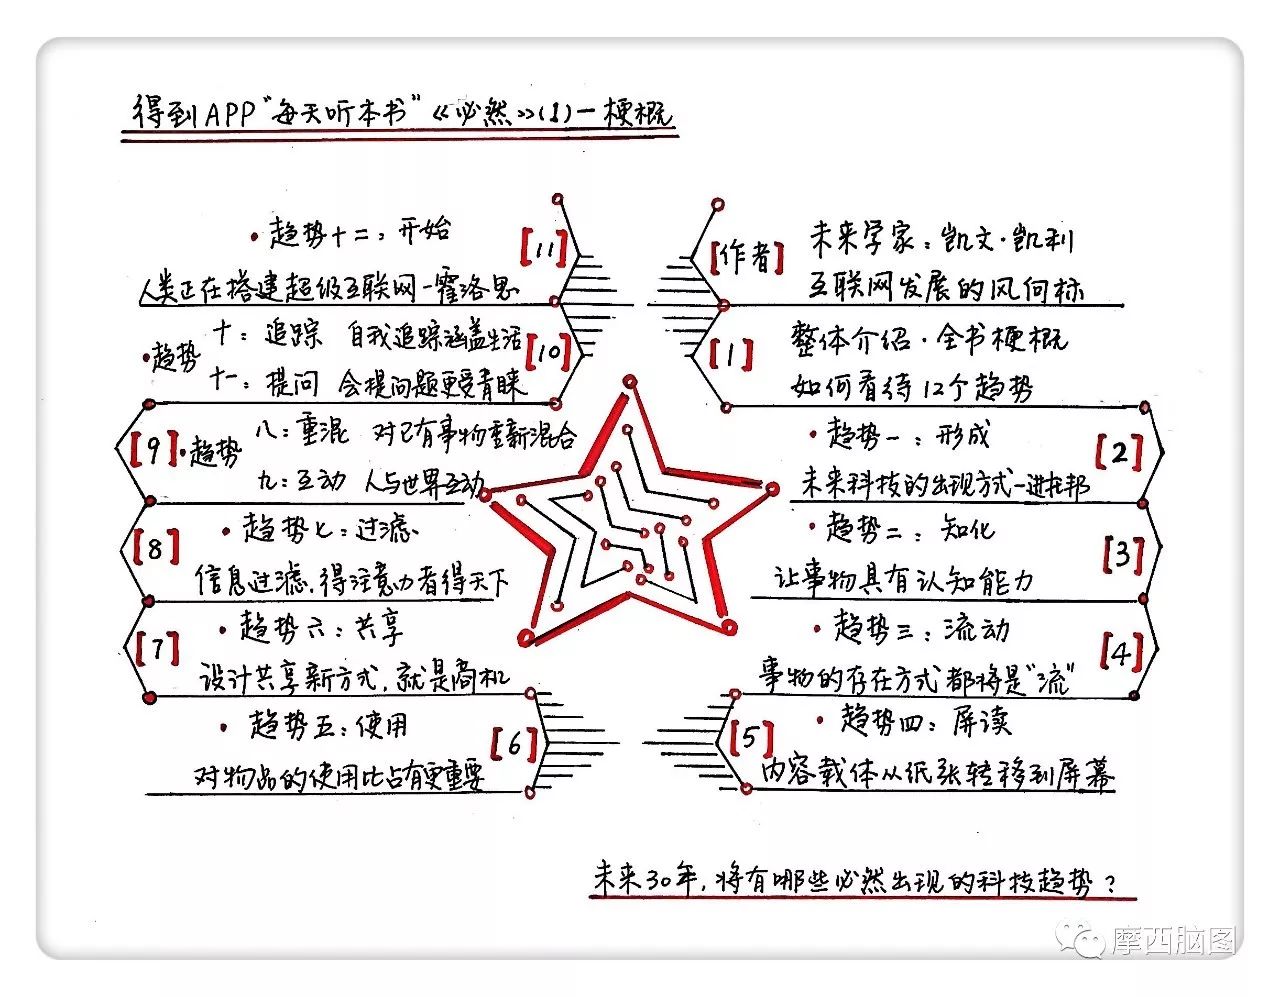 得到APP“每天听本书”《必然》(1)—梗概
[作者]
未来学家：凯文·凯利
互联网发展的风向标
[1]
整体介绍·全书梗概
如何看待12个趋势
[2]
·趋势一：形成
未来科技的出现方式—进托邦
[3]
·趋势二：知化
让事物具有认知能力
[4]
·趋势三：流动
事物的存在方式都将是“流”
[5]
·趋势四：屏读
内容载体从纸张转移到屏幕
[6]
·趋势五：使用
对物品的使用比占有更重要
[7]
·趋势六：共享
设计共享新方式，就是商机
[8]
·趋势七：过滤
信息过滤，得注意力者得天下
[9]
·趋势
八：重混 对已有事物重新混合
九：互动 人与世界互动
[10]
·趋势
十：追踪 自我追踪涵盖生活
十一：提问 会提问题更受青睐
[11]
·趋势十二：开始
人类正在搭建超级互联网—霍洛思
未来30年，将有哪些必然出现的科技趋势？
摩西脑图